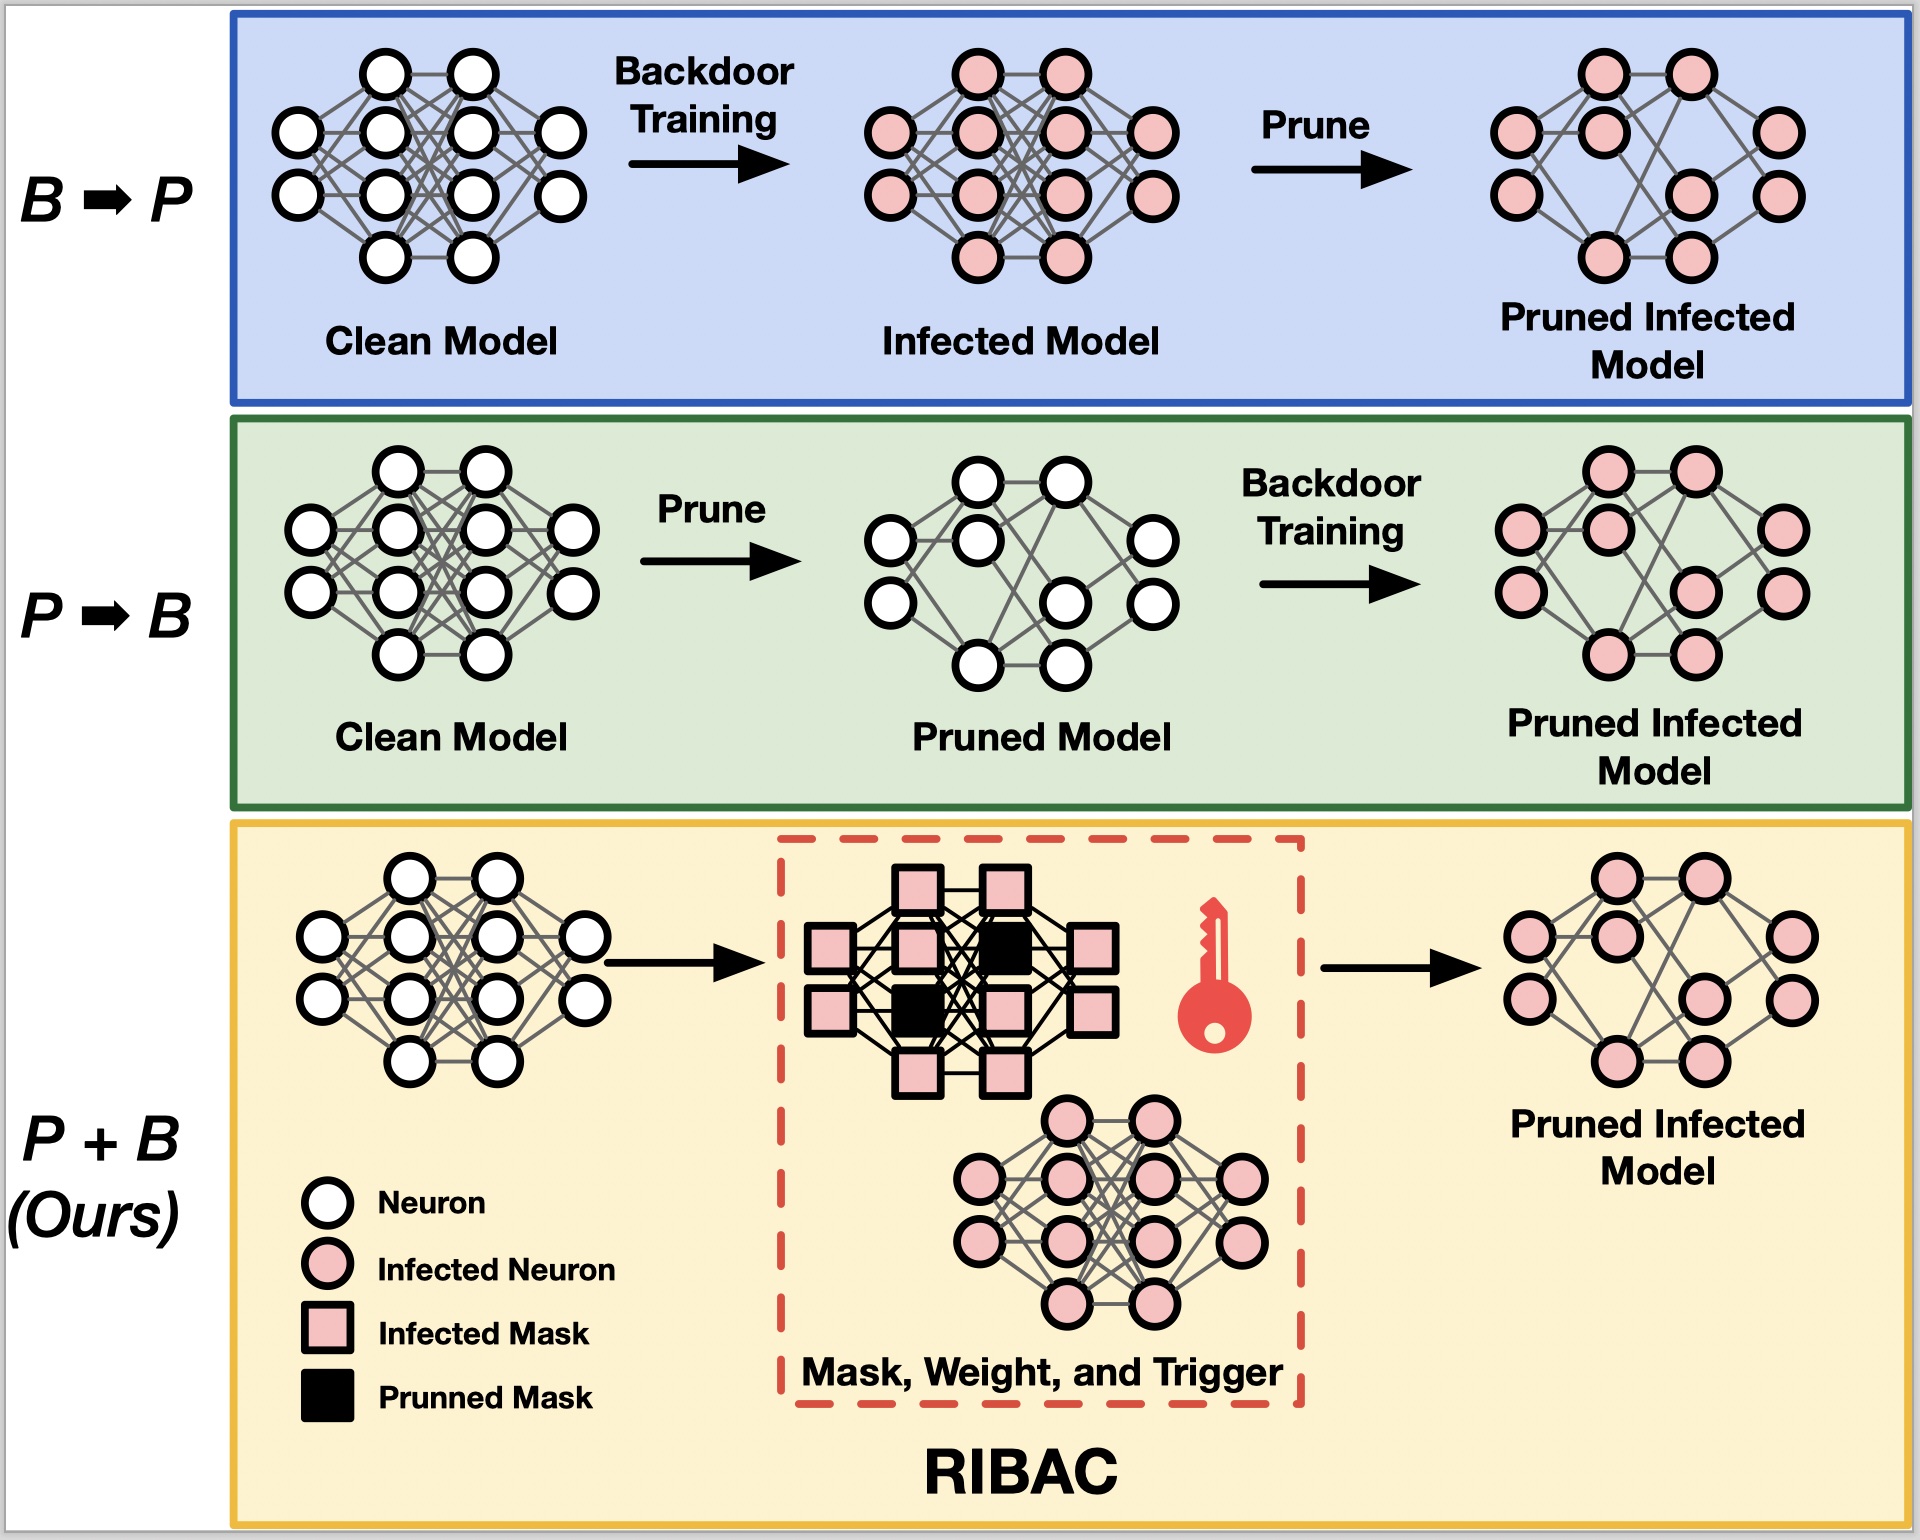 B ➡ P
Backdoor
Training
Prune
Clean Model
Infected Model
Pruned Infected
Model
P ➡ B
Prune
Backdoor
Training
Clean Model
Pruned Model
Pruned Infected
Model
P + B
(Ours)
Pruned Infected
Model
Neuron
Infected Neuron
Infected Mask
Prunned Mask
Mask, Weight, and Trigger
RIBAC